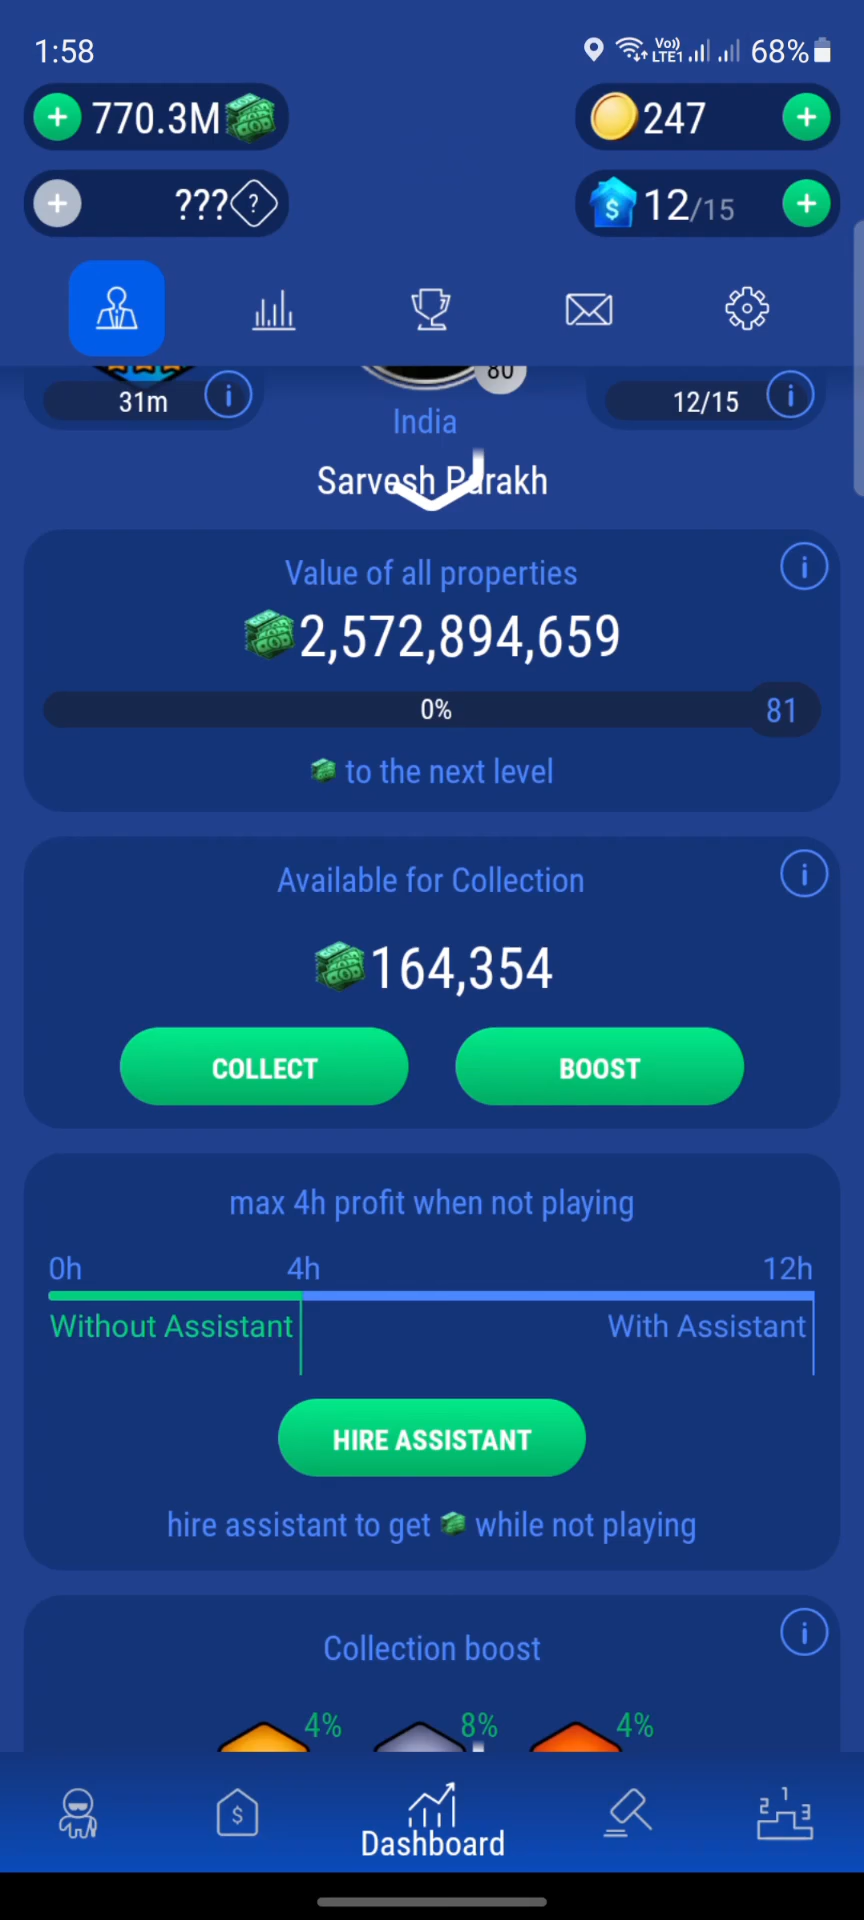 1:58 Vo)) LTE1 68%
770.3M 247
??? ? 12/15
80
31m 12/15
India
Sarvesh Parakh
Value of all properties
2,572,894,659
0% 81
to the next level
Available for Collection
164,354
COLLECT BOOST
max 4h profit when not playing
0h 4h 12h
Without Assistant With Assistant
HIRE ASSISTANT
hire assistant to get while not playing
Collection boost
4% 8% 4%
Dashboard